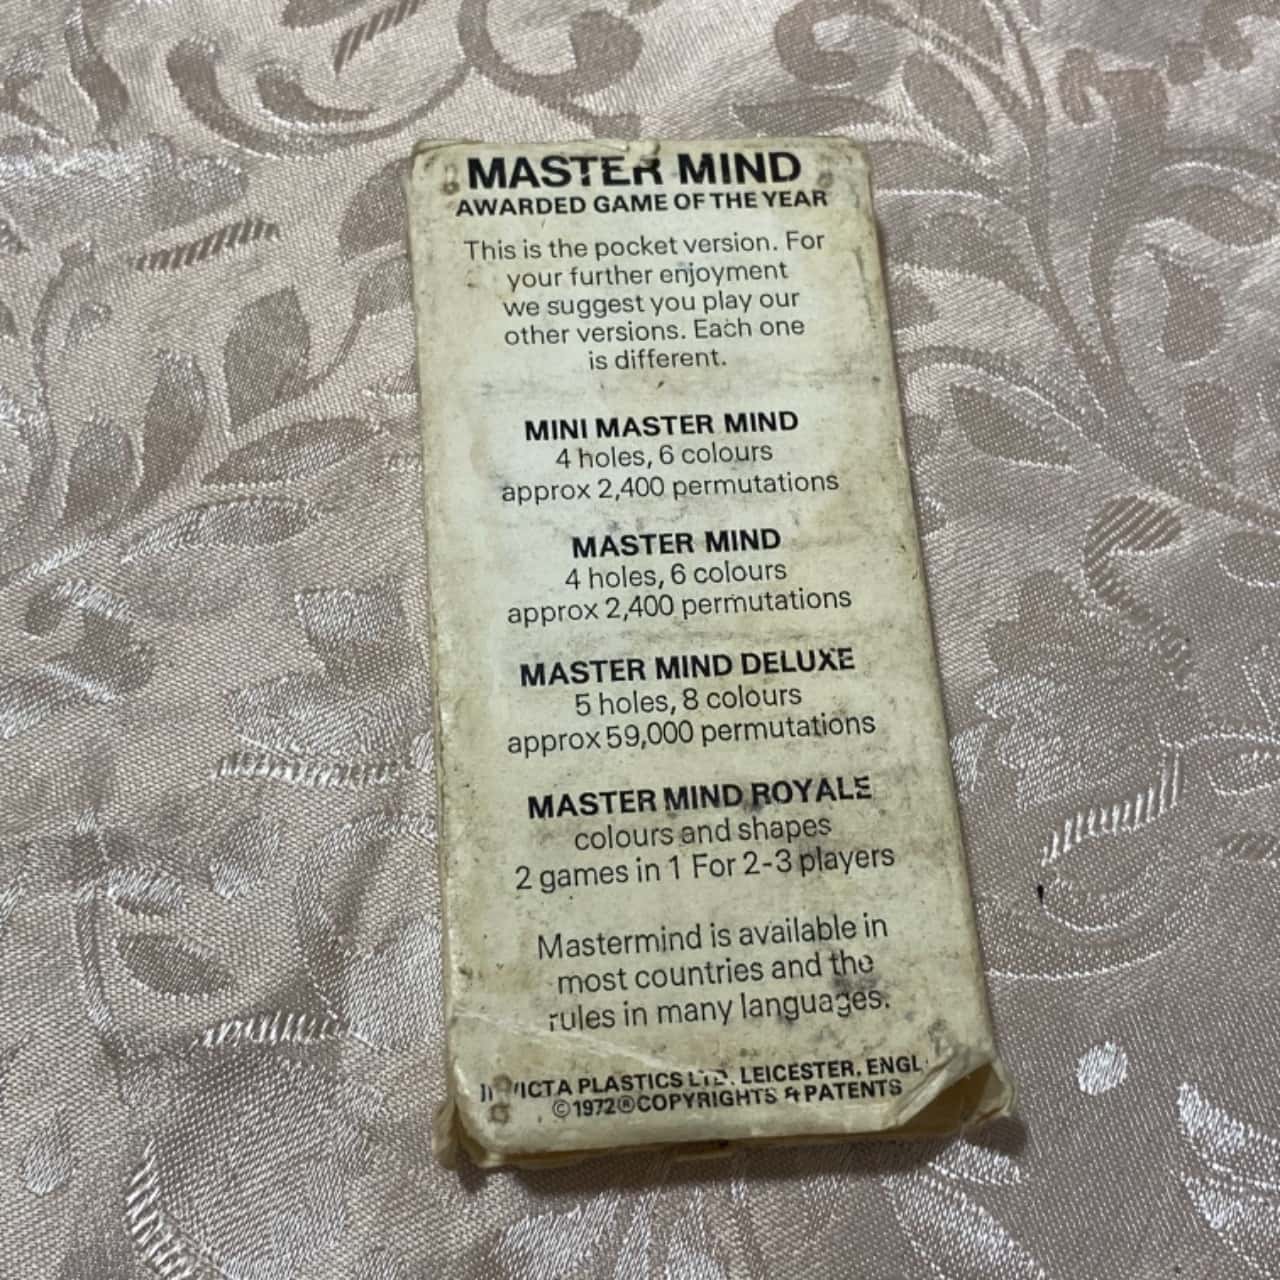 MASTER MIND
AWARDED GAME OF THE YEAR
This is the pocket version. For
your further enjoyment
we suggest you play our
other versions. Each one
is different.
MINI MASTER MIND
4 holes, 6 colours
approx 2,400 permutations
MASTER MIND
4 holes, 6 colours
approx 2,400 permutations
MASTER MIND DELUXE
5 holes, 8 colours
approx 59,000 permutations
MASTER MIND ROYALE
colours and shapes
2 games in 1 For 2-3 players
Mastermind is available in
most countries and the
rules in many languages.
INVICTA PLASTICS LTD. LEICESTER. ENGL
©1972®COPYRIGHTS & PATENTS